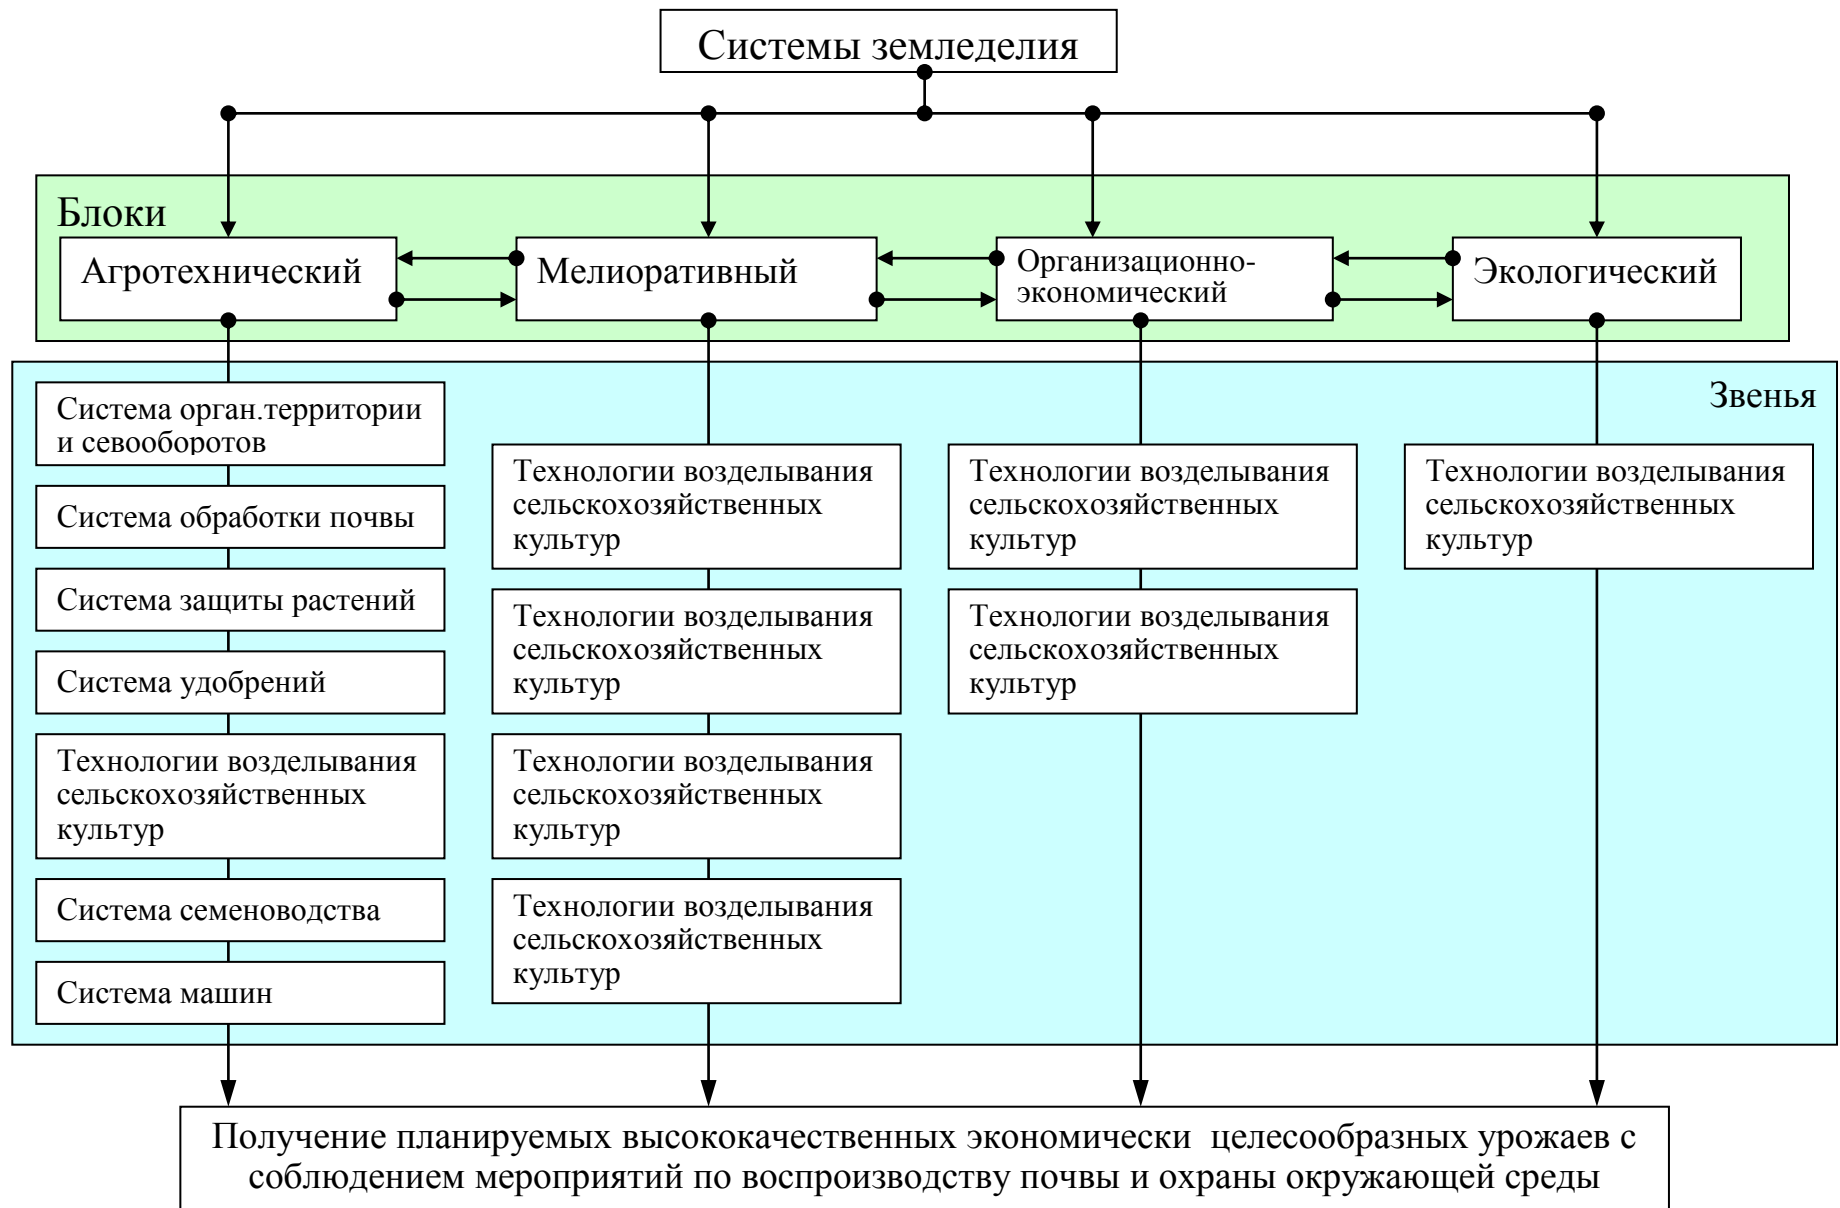 Системы земледелия
Блоки
Агротехнический
Мелиоративный
Организационно-
экономический
Экологический
Звенья
Система орган.территории
и севооборотов
Система обработки почвы
Система защиты растений
Система удобрений
Технологии возделывания
сельскохозяйственных
культур
Система семеноводства
Система машин
Технологии возделывания
сельскохозяйственных
культур
Технологии возделывания
сельскохозяйственных
культур
Технологии возделывания
сельскохозяйственных
культур
Технологии возделывания
сельскохозяйственных
культур
Технологии возделывания
сельскохозяйственных
культур
Технологии возделывания
сельскохозяйственных
культур
Технологии возделывания
сельскохозяйственных
культур
Получение планируемых высококачественных экономически целесообразных урожаев с
соблюдением мероприятий по воспроизводству почвы и охраны окружающей среды